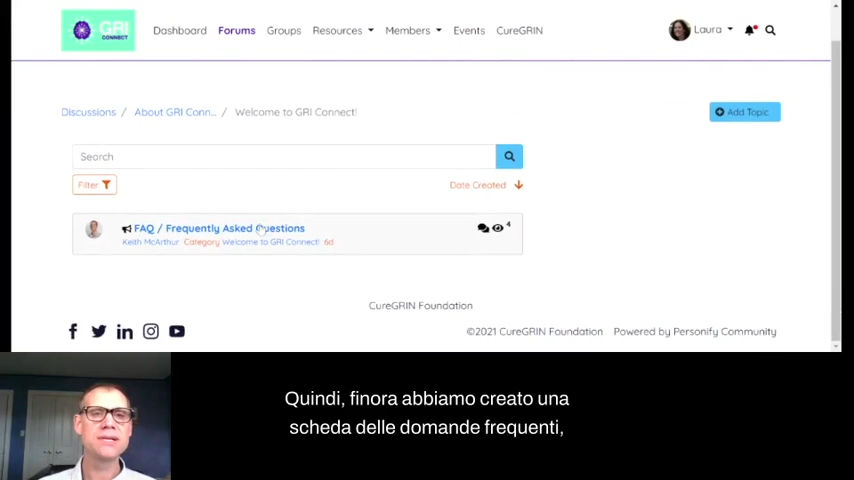 GRI
CONNECT
Dashboard Forums Groups Resources Members Events CureGRIN Laura
Discussions / About GRI Conn... / Welcome to GRI Connect!
Add Topic
Search
Filter
Date Created
FAQ / Frequently Asked Questions
4
Keith McArthur Category Welcome to GRI Connect! 6d
CureGRIN Foundation
©2021 CureGRIN Foundation Powered by Personify Community
Quindi, finora abbiamo creato una
scheda delle domande frequenti,